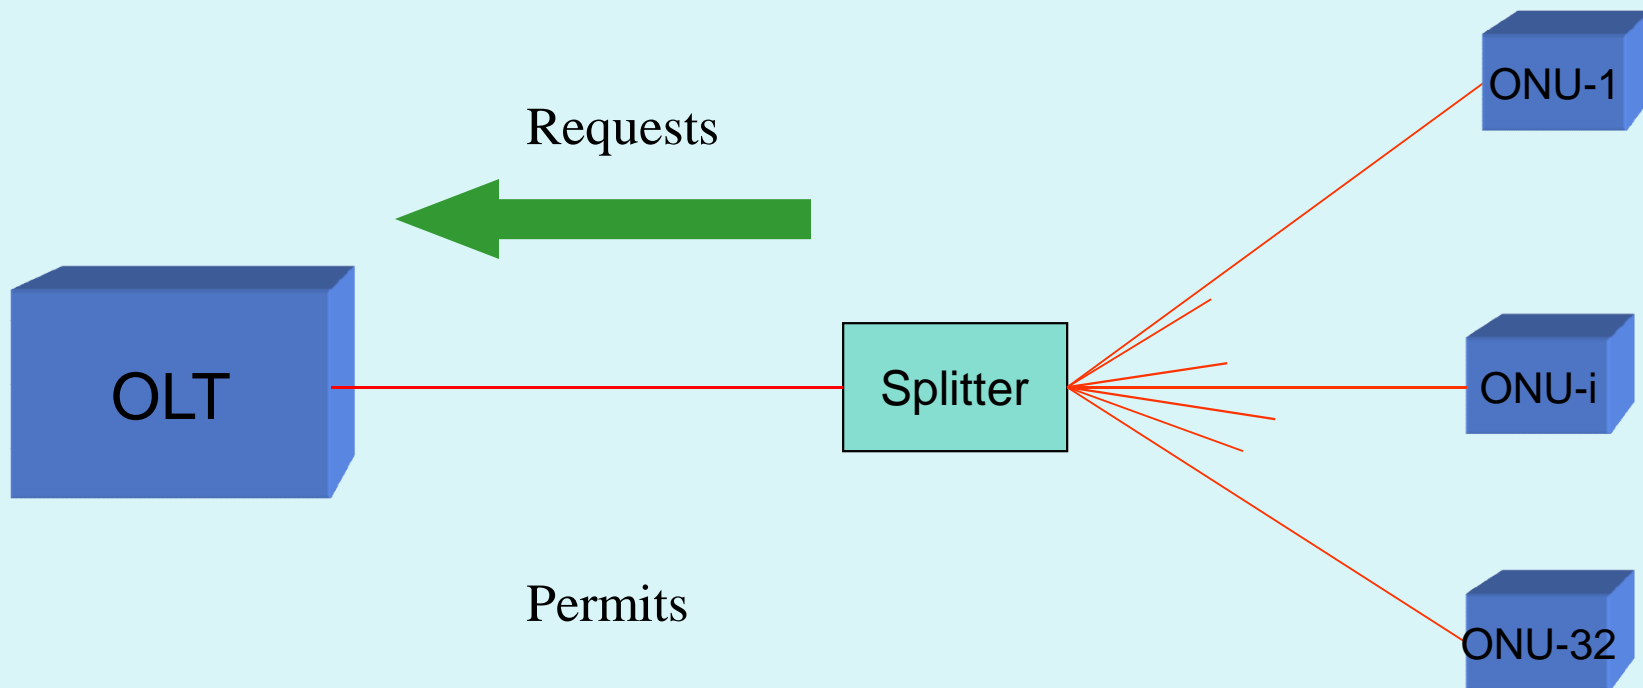 ONU-1
Requests
OLT
Splitter
ONU-i
Permits
ONU-32